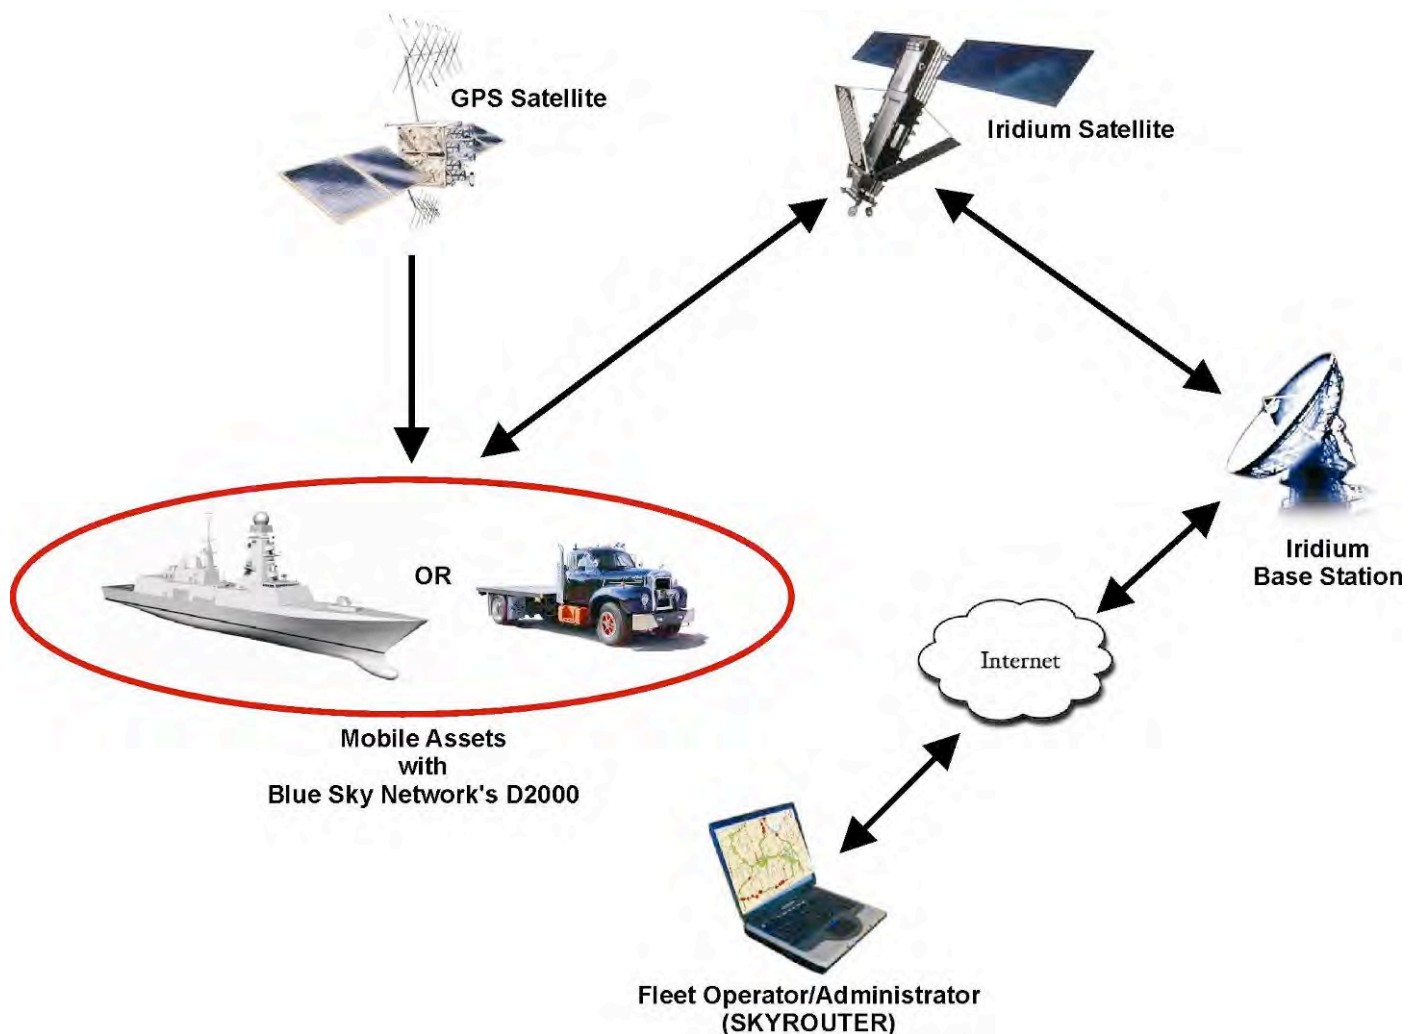 GPS Satellite
Iridium Satellite
OR
Iridium
Base Station
Internet
Mobile Assets
with
Blue Sky Network's D2000
Fleet Operator/Administrator
(SKYROUTER)